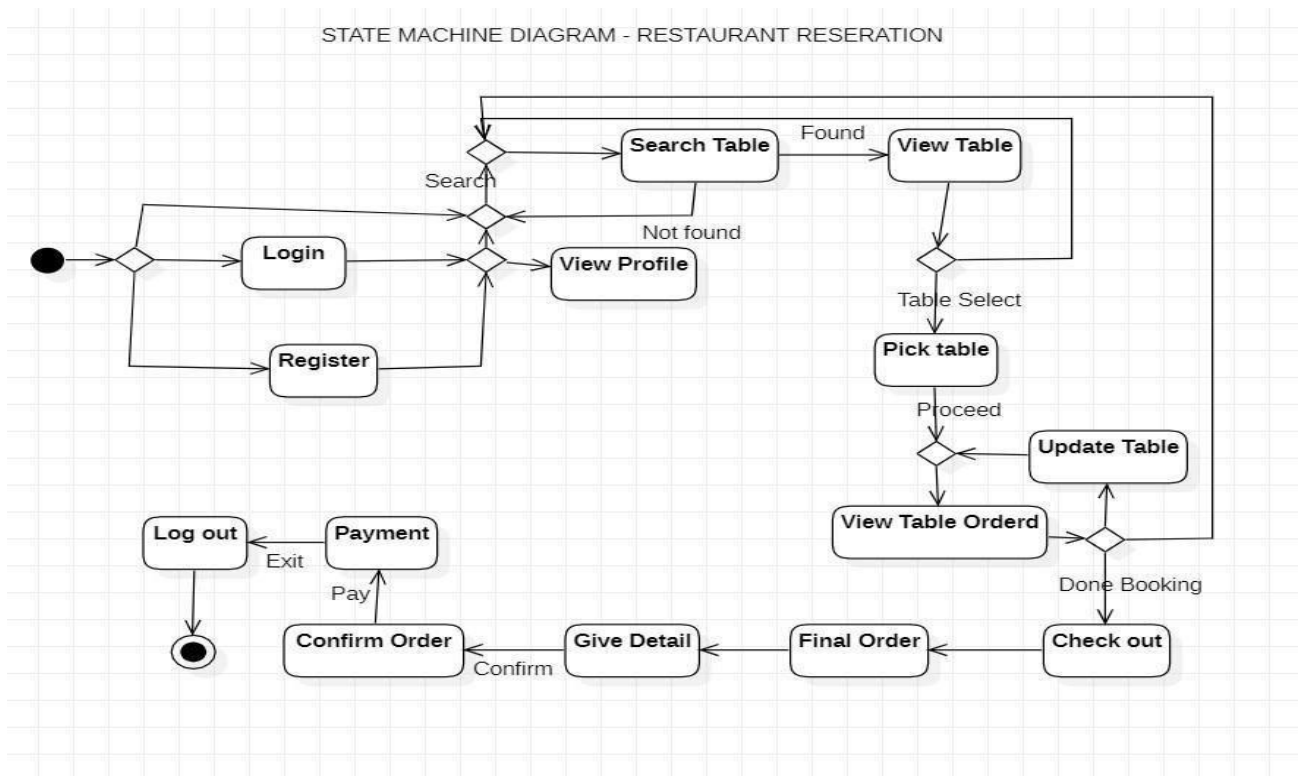 STATE MACHINE DIAGRAM - RESTAURANT RESERATION
Search Table
Found
View Table
Search
Not found
Login
View Profile
Table Select
Register
Pick table
Proceed
Update Table
View Table Orderd
Log out
Exit
Payment
Pay
Done Booking
Confirm Order
Confirm
Give Detail
Final Order
Check out